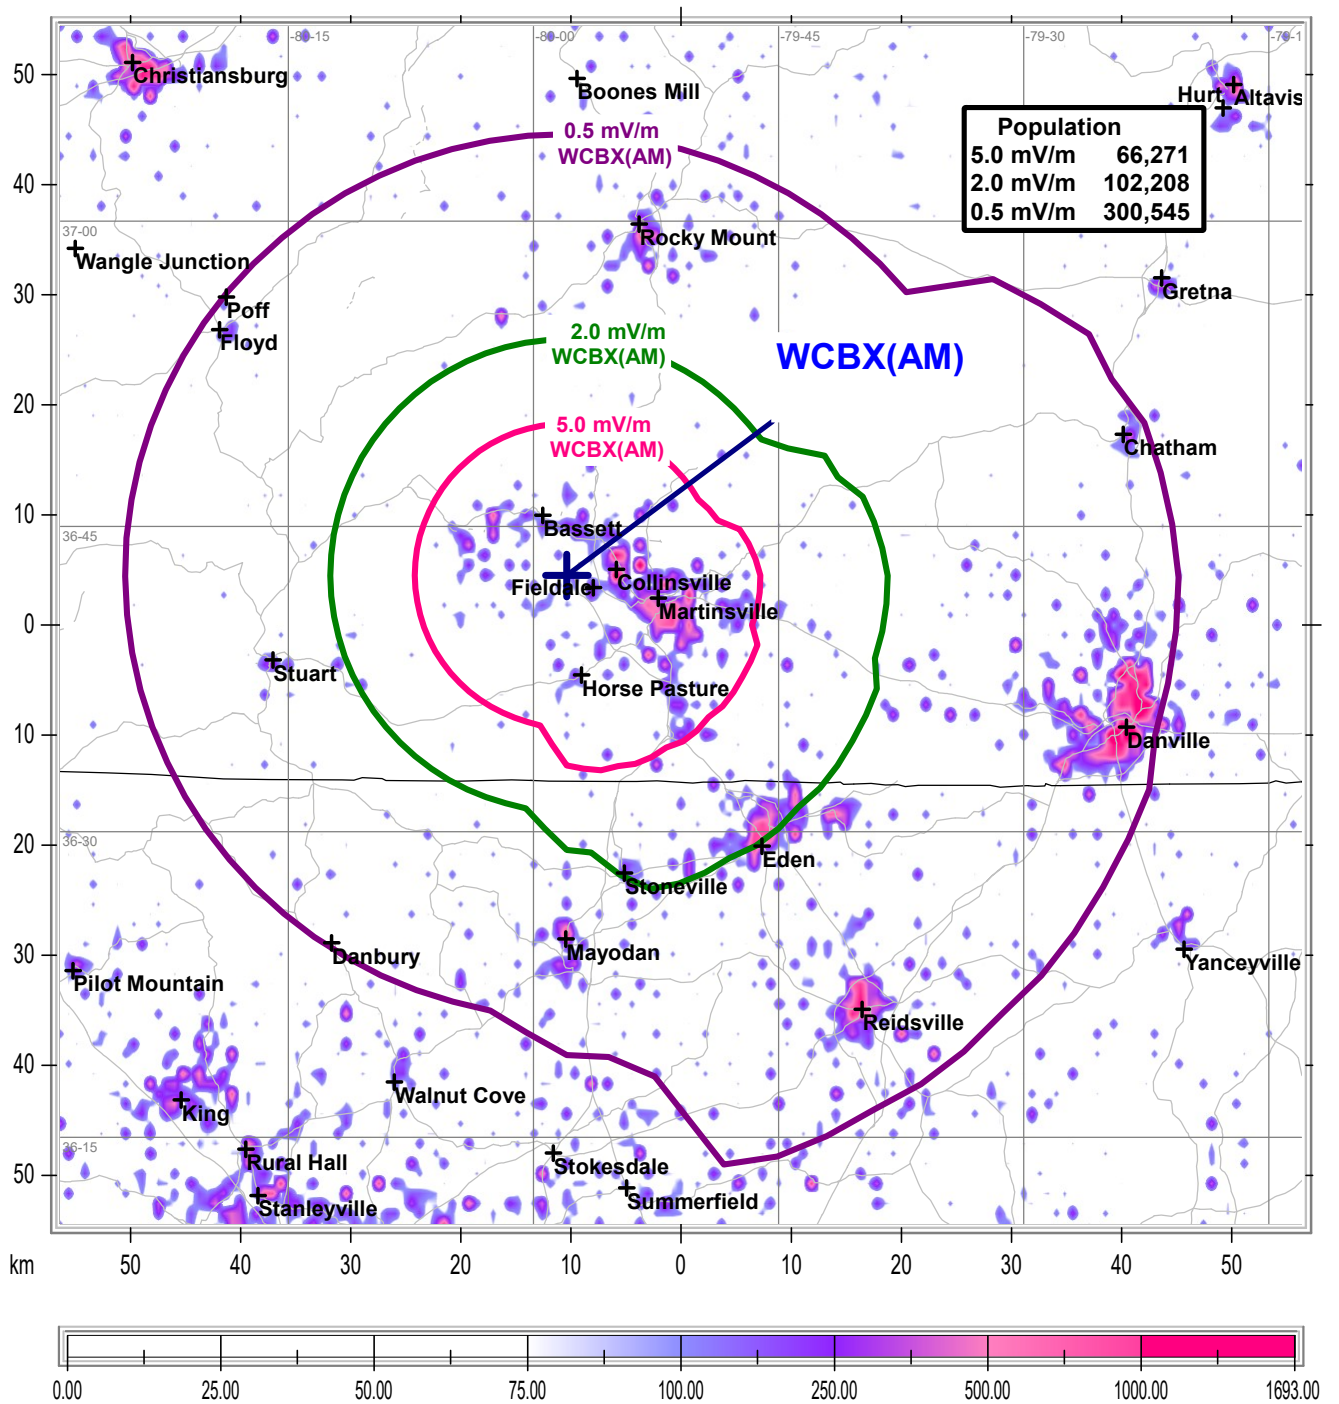 -80-15
-80-00
-79-45
-79-30
Christiansburg
Boones Mill
Hurt
Altavis
50
0.5 mV/m
WCBX(AM)
Population
5.0 mV/m 66,271
2.0 mV/m 102,208
0.5 mV/m 300,545
40
37-00
Rocky Mount
Wangle Junction
Gretna
30
Poff
Floyd
2.0 mV/m
WCBX(AM)
WCBX(AM)
20
5.0 mV/m
WCBX(AM)
Chatham
10
36-45
Bassett
Fieldale
Collinsville
Martinsville
0
Stuart
Horse Pasture
10
Danville
36-30
20
Eden
Stoneville
30
Danbury
Mayodan
Yanceyville
Pilot Mountain
Reidsville
40
Walnut Cove
King
36-15
Rural Hall
Stokesdale
50
Stanleyville
Summerfield
km 50 40 30 20 10 0 10 20 30 40 50
0.00 25.00 50.00 75.00 100.00 250.00 500.00 1000.00 1693.00